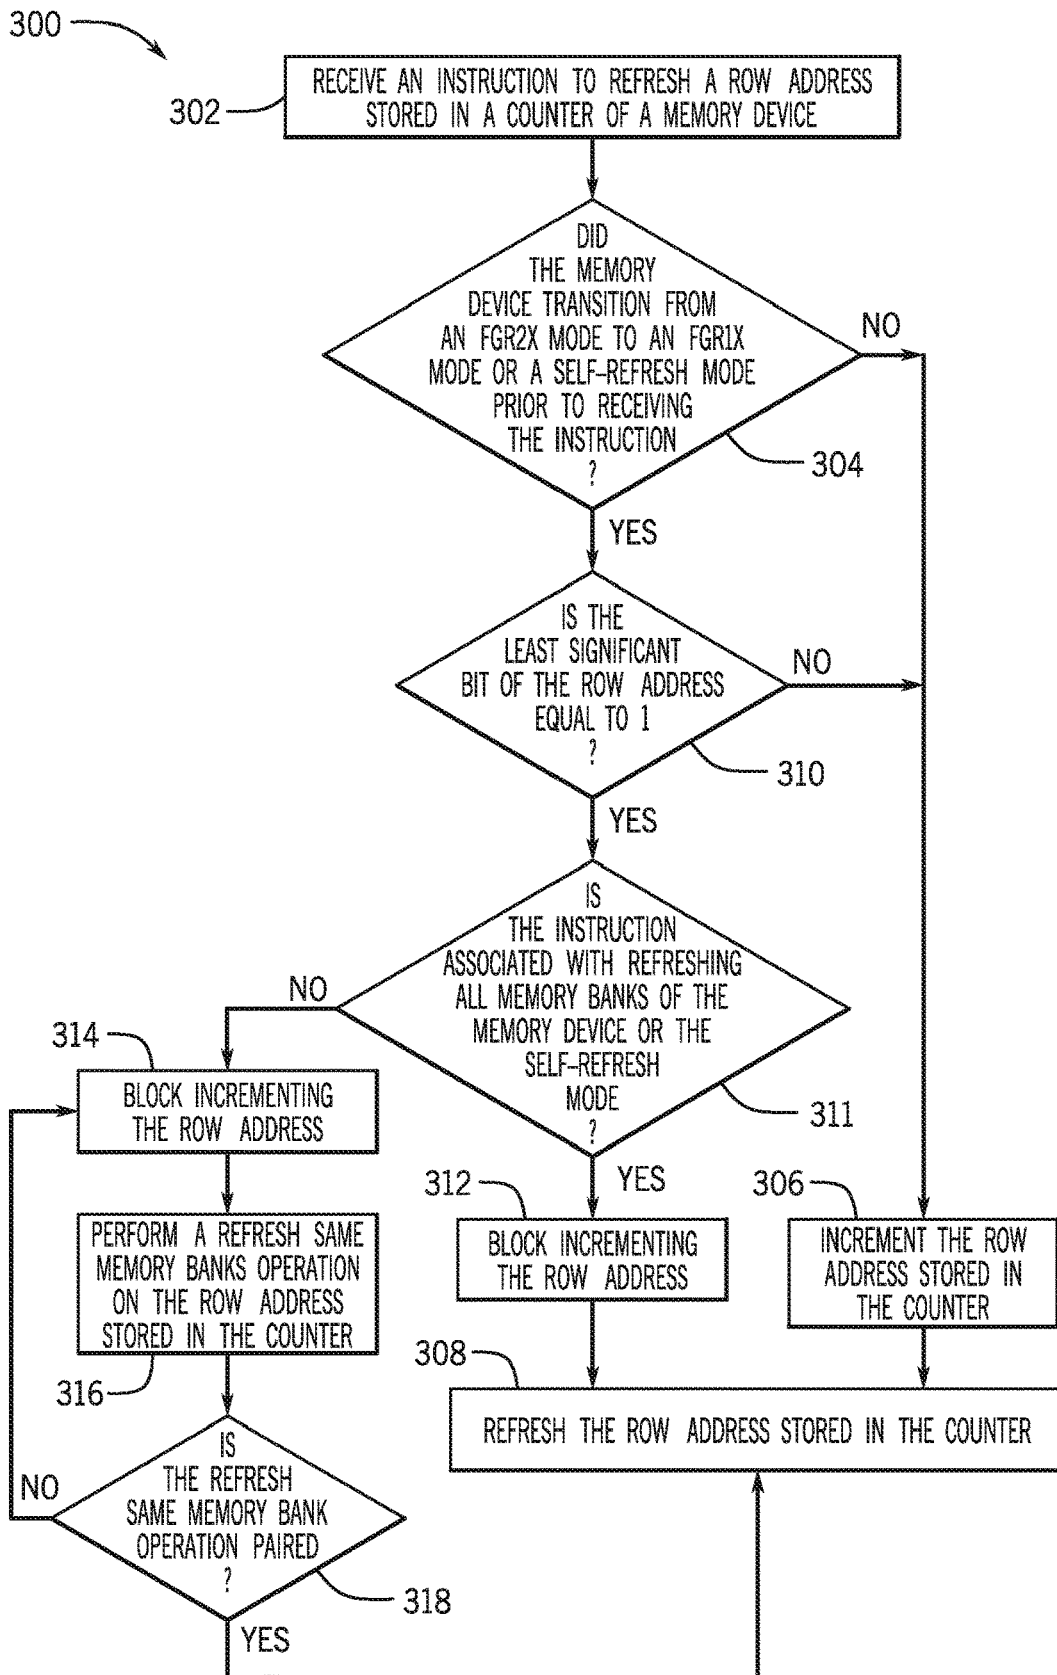 300
302
RECEIVE AN INSTRUCTION TO REFRESH A ROW ADDRESS
STORED IN A COUNTER OF A MEMORY DEVICE
DID
THE MEMORY
DEVICE TRANSITION FROM
AN FGR2X MODE TO AN FGR1X
MODE OR A SELF-REFRESH MODE
PRIOR TO RECEIVING
THE INSTRUCTION
?
NO
304
YES
IS THE
LEAST SIGNIFICANT
BIT OF THE ROW ADDRESS
EQUAL TO 1
?
NO
310
YES
IS
THE INSTRUCTION
ASSOCIATED WITH REFRESHING
ALL MEMORY BANKS OF THE
MEMORY DEVICE OR THE
SELF-REFRESH
MODE
?
NO
311
YES
314
BLOCK INCREMENTING
THE ROW ADDRESS
312
BLOCK INCREMENTING
THE ROW ADDRESS
306
INCREMENT THE ROW
ADDRESS STORED IN
THE COUNTER
PERFORM A REFRESH SAME
MEMORY BANKS OPERATION
ON THE ROW ADDRESS
STORED IN THE COUNTER
316
308
REFRESH THE ROW ADDRESS STORED IN THE COUNTER
IS
THE REFRESH
SAME MEMORY BANK
OPERATION PAIRED
?
NO
318
YES